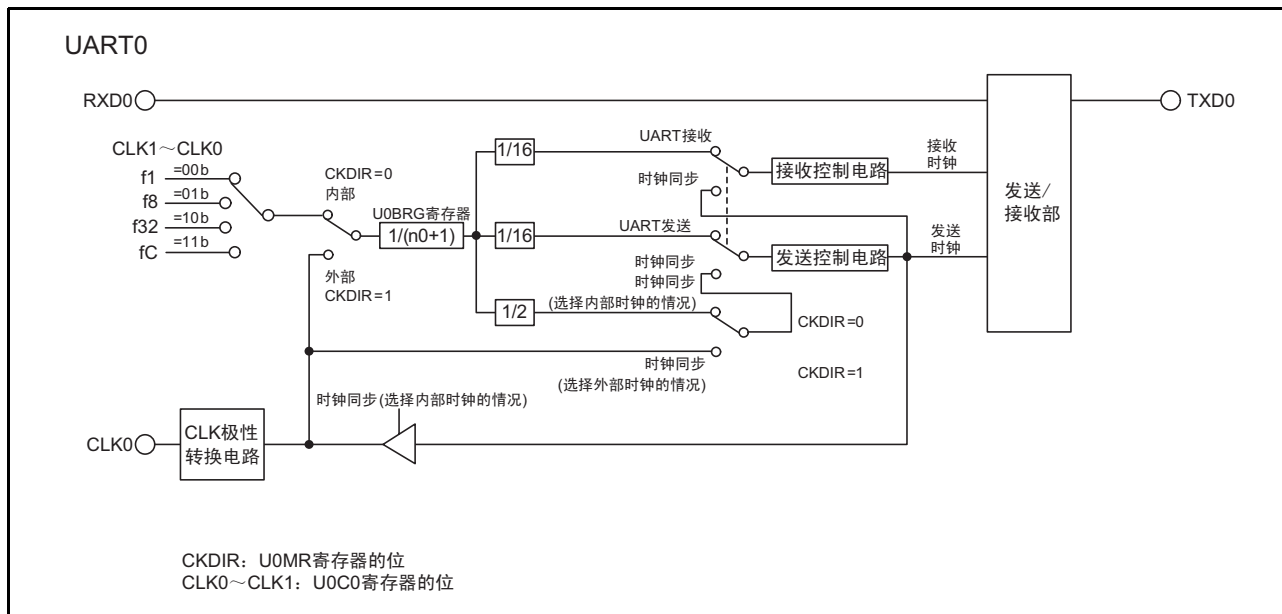 UART0
RXD0
TXD0
CLK1～CLK0
f1
=00b
f8
=01b
f32
=10b
fC
=11b
CKDIR=0
内部
外部
CKDIR=1
U0BRG寄存器
1/(n0+1)
1/16
1/16
1/2
UART接收
时钟同步
UART发送
时钟同步
时钟同步
(选择内部时钟的情况)
CKDIR=0
时钟同步
(选择外部时钟的情况)
CKDIR=1
接收控制电路
发送控制电路
接收
时钟
发送
时钟
发送/
接收部
时钟同步(选择内部时钟的情况)
CLK0
CLK极性
转换电路
CKDIR：U0MR寄存器的位
CLK0～CLK1：U0C0寄存器的位